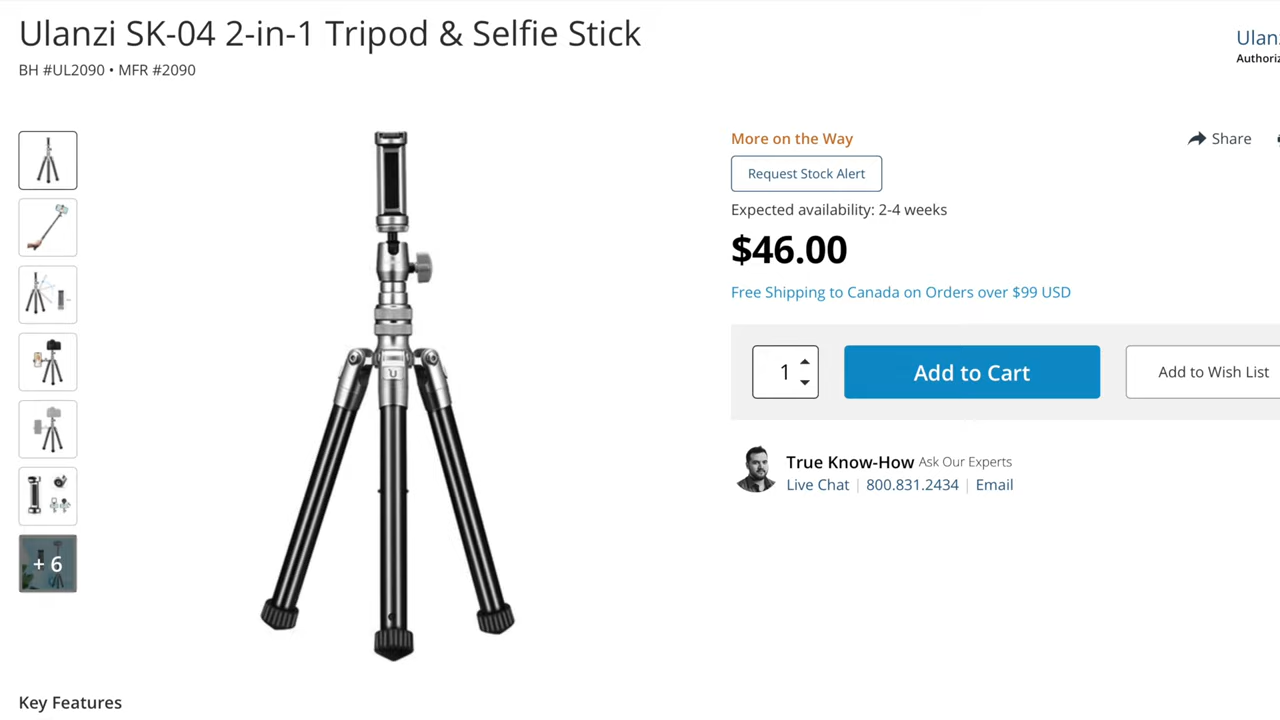 Ulanzi SK-04 2-in-1 Tripod & Selfie Stick
BH #UL2090 • MFR #2090
Ulanz
Authoriz
More on the Way
Share
Request Stock Alert
Expected availability: 2-4 weeks
$46.00
Free Shipping to Canada on Orders over $99 USD
1
Add to Cart
Add to Wish List
True Know-How Ask Our Experts
Live Chat | 800.831.2434 | Email
+ 6
Key Features